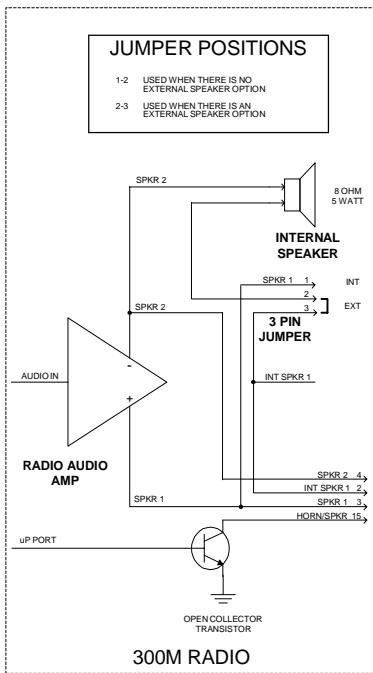 JUMPER POSITIONS
1-2 USED WHEN THERE IS NO
EXTERNAL SPEAKER OPTION
2-3 USED WHEN THERE IS AN
EXTERNAL SPEAKER OPTION
SPKR 2
8 OHM
5 WATT
INTERNAL
SPEAKER
SPKR 1 1 INT
2
3 EXT
3 PIN
JUMPER
SPKR 2
-
AUDIO IN
INT SPKR 1
+
RADIO AUDIO
AMP
SPKR 2 4
INT SPKR 1 2
SPKR 1
SPKR 1 3
HORN/SPKR 15
uP PORT
OPEN COLLECTOR
TRANSISTOR
300M RADIO